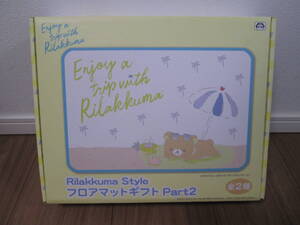 Enjoy a
trip with
Rilakkuma
Enjoy a
trip with
Rilakkuma
Rilakkuma Style
フロアマットギフト Part2
全2種